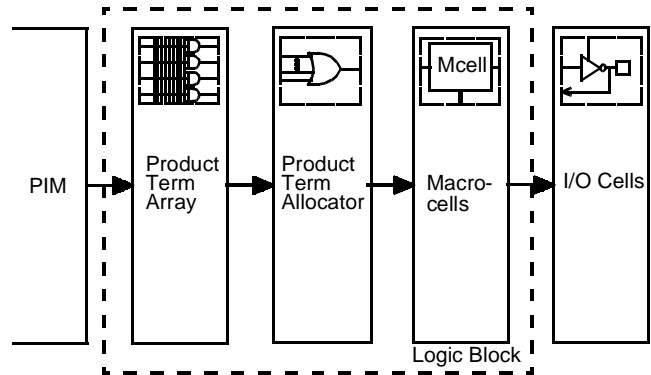 Mcell
PIM
Product
Term
Array
Product
Term
Allocator
Macro-
cells
I/O Cells
Logic Block